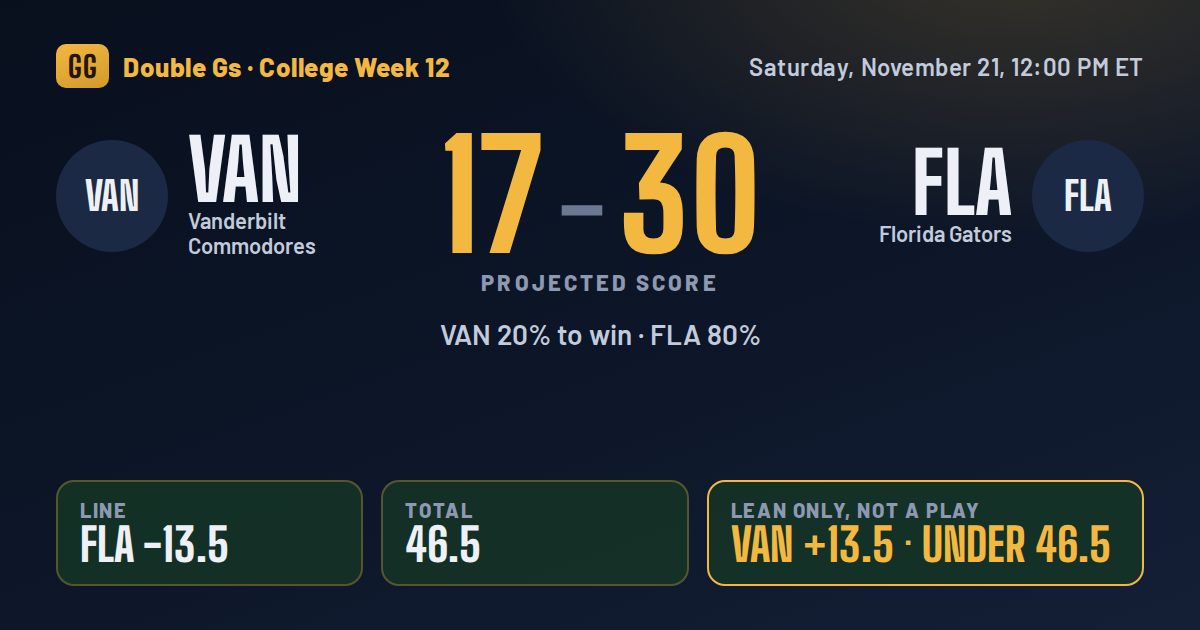 GG Double Gs · College Week 12
Saturday, November 21, 12:00 PM ET
VAN
VAN
Vanderbilt
Commodores
17 – 30
PROJECTED SCORE
VAN 20% to win · FLA 80%
FLA
Florida Gators
FLA
LINE
FLA −13.5
TOTAL
46.5
LEAN ONLY, NOT A PLAY
VAN +13.5 · UNDER 46.5